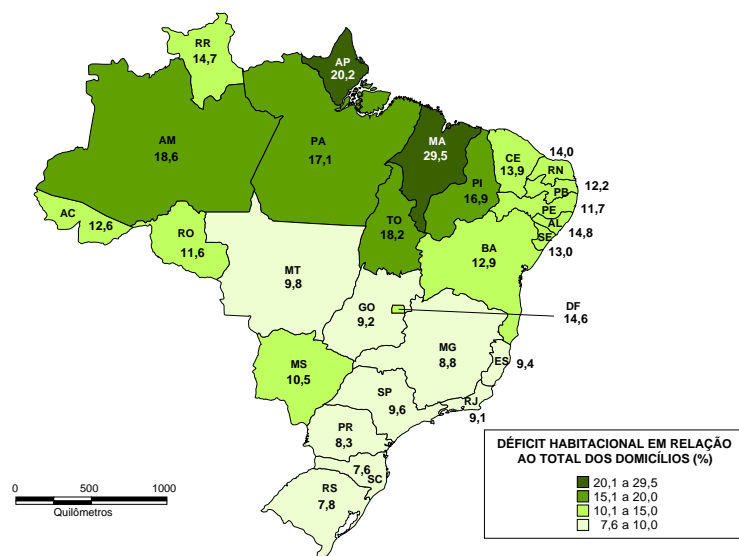 RR
14,7
AP
20,2
AM
18,6
PA
17,1
MA
29,5
CE
13,9
14,0
RN
PI
16,9
PB
12,2
PE
11,7
AL
14,8
SE
13,0
AC
12,6
RO
11,6
TO
18,2
BA
12,9
MT
9,8
GO
9,2
DF
14,6
MG
8,8
ES
9,4
MS
10,5
SP
9,6
RJ
9,1
PR
8,3
7,6
SC
RS
7,8
0 500 1000
Quilômetros
DÉFICIT HABITACIONAL EM RELAÇÃO
AO TOTAL DOS DOMICÍLIOS (%)
20,1 a 29,5
15,1 a 20,0
10,1 a 15,0
7,6 a 10,0